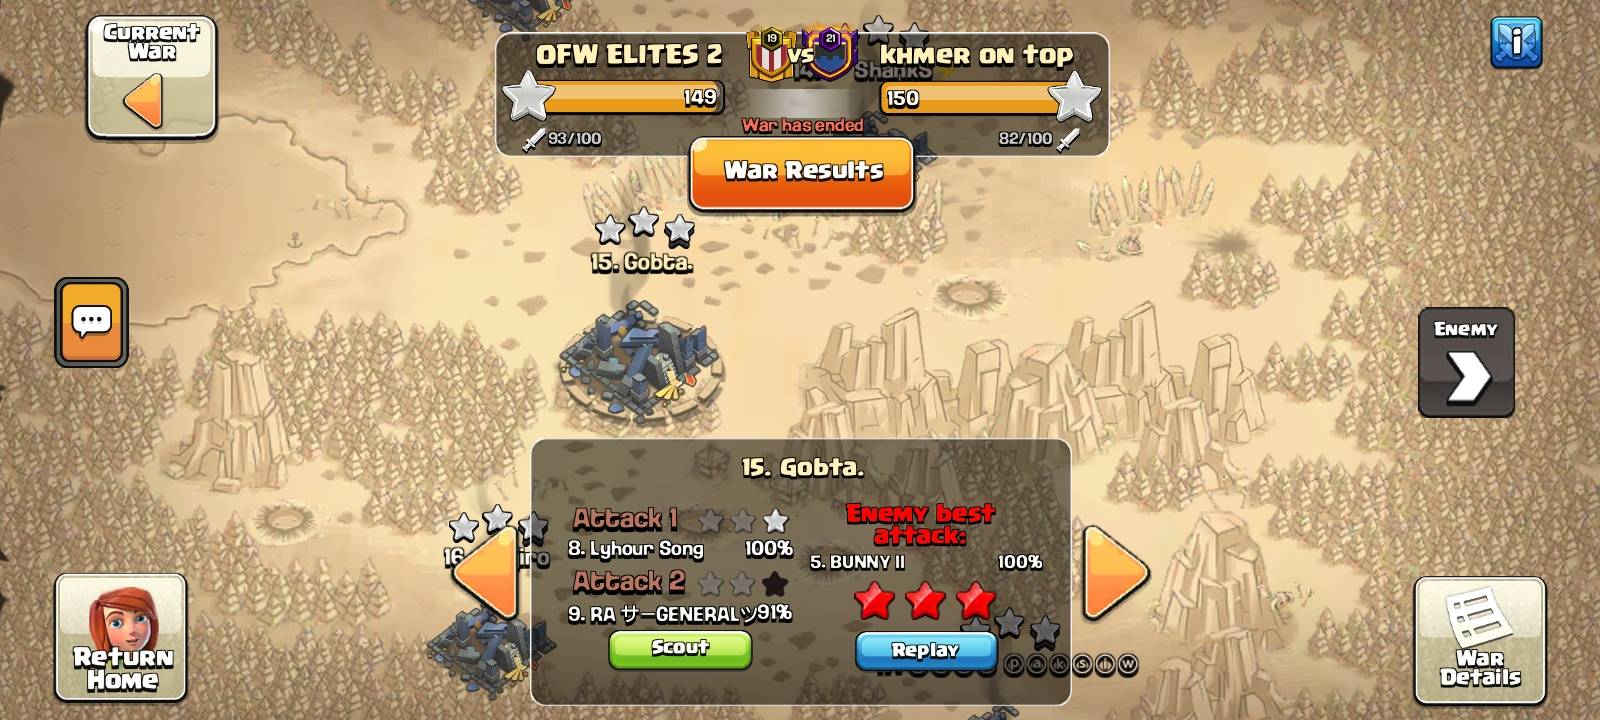 Current
War
OFW ELITES 2
19
vs
21
KHMER ON TOP
ShankS
149
150
War has ended
93/100
82/100
War Results
15. Gobta.
Enemy
15. Gobta.
Attack 1
8. Lyhour Song 100%
Attack 2
9. RA サーGENERALツ 91%
Enemy best
attack:
5. BUNNY II 100%
Scout
Replay
Return
Home
War
Details